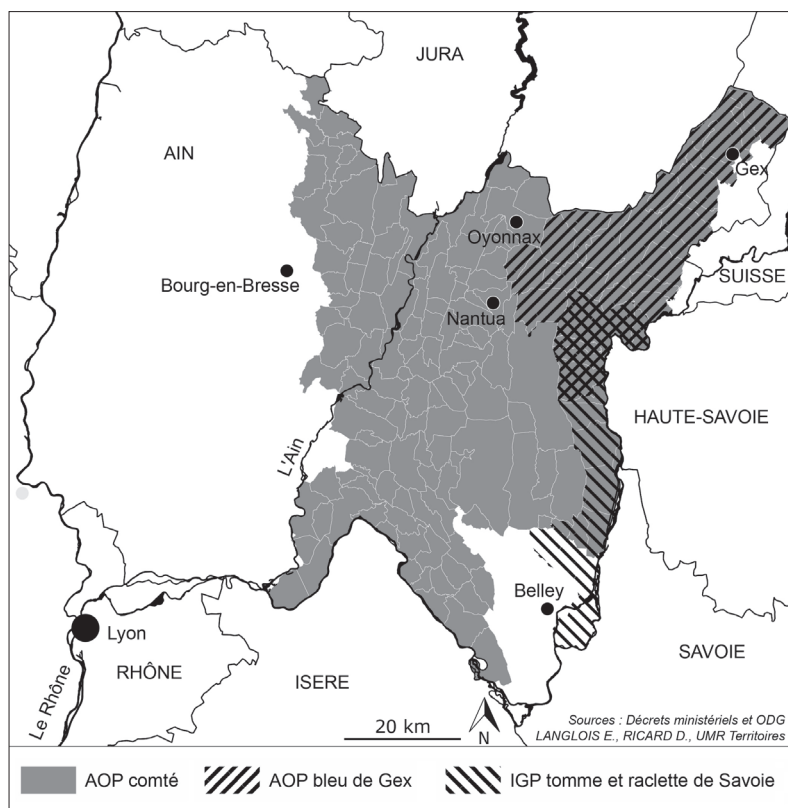 JURA
AIN
Gex
Oyonnax
SUISSE
Bourg-en-Bresse
Nantua
HAUTE-SAVOIE
L'Ain
Belley
Lyon
Le Rhône
RHÔNE
ISERE
SAVOIE
20 km
N
Sources : Décrets ministériels et ODG
LANGLOIS E., RICARD D., UMR Territoires
AOP comté
AOP bleu de Gex
IGP tomme et raclette de Savoie